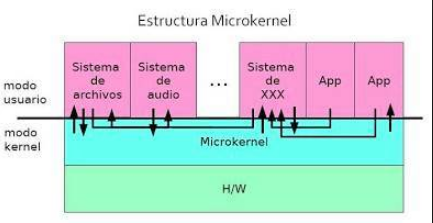 Estructura Microkernel
Sistema
de
archivos
Sistema
de
audio
...
Sistema
de
XXX
App
App
modo
usuario
modo
kernel
Microkernel
H/W